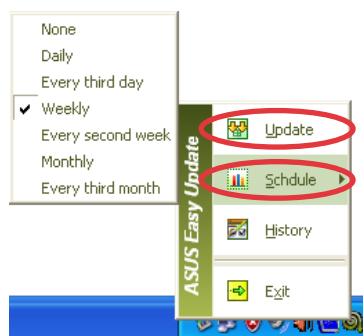 None
Daily
Every third day
Weekly
Every second week
Monthly
Every third month
ASUS Easy Update
Update
Schdule
History
Exit